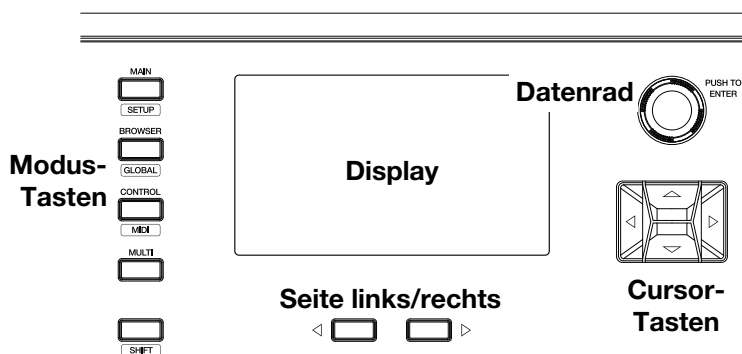 MAIN
SETUP
BROWSER
GLOBAL
CONTROL
MIDI
MULTI
SHIFT
Modus-
Tasten
Display
Datenrad
PUSH TO
ENTER
Seite links/rechts
Cursor-
Tasten